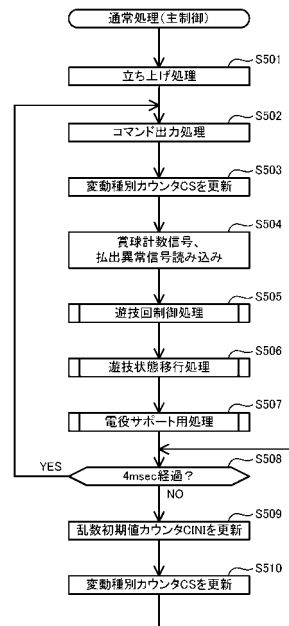 通常処理(主制御)
S501
立ち上げ処理
S502
コマンド出力処理
S503
変動種別カウンタCSを更新
S504
賞球計数信号、
払出異常信号読み込み
S505
遊技回制御処理
S506
遊技状態移行処理
S507
電役サポート用処理
S508
YES
4msec経過？
NO
S509
乱数初期値カウンタCINIを更新
S510
変動種別カウンタCSを更新